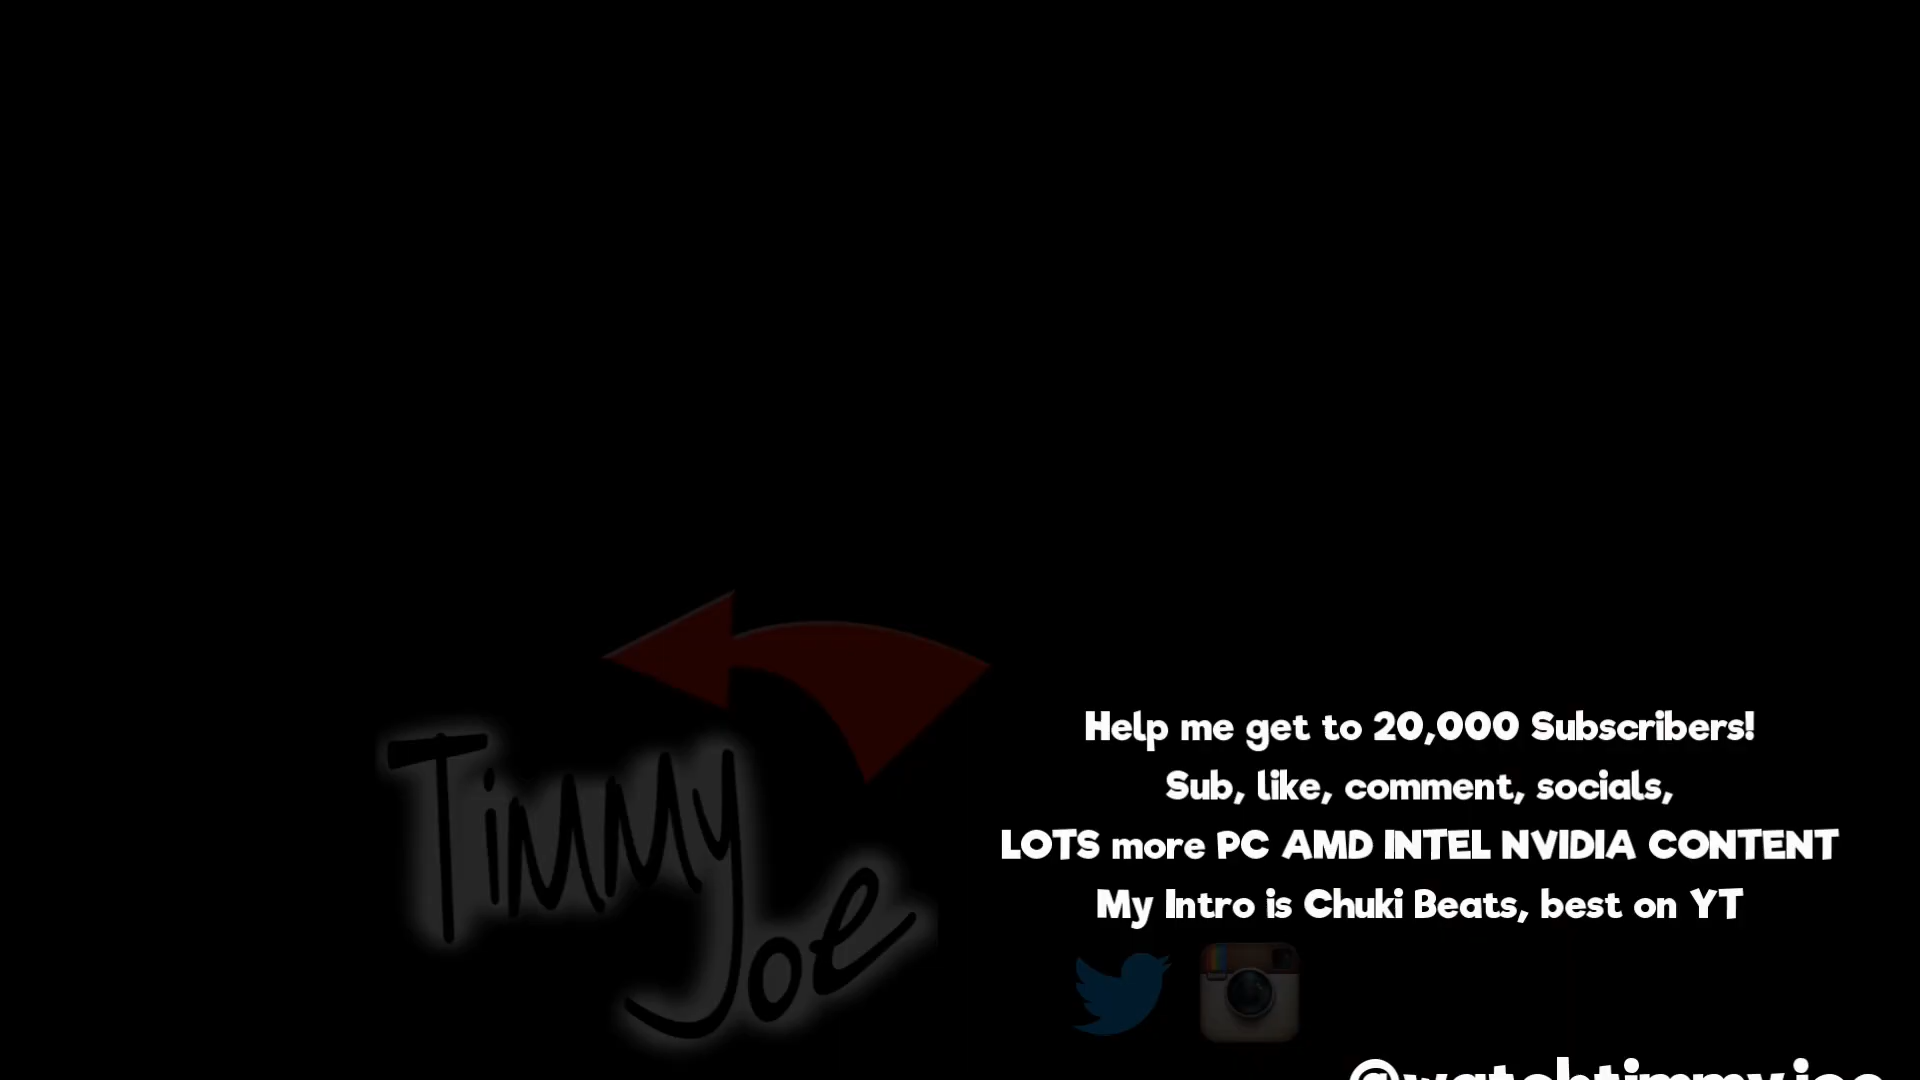 Timmy
Joe
Help me get to 20,000 Subscribers!
Sub, like, comment, socials,
LOTS more PC AMD INTEL NVIDIA CONTENT
My Intro is Chuki Beats, best on YT
@watchtimmyjoe